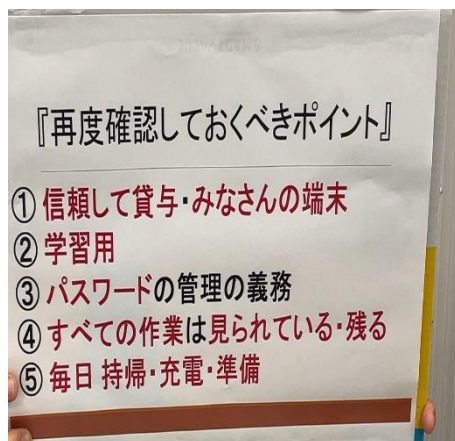 『再度確認しておくべきポイント』
① 信頼して貸与・みなさんの端末
② 学習用
③ パスワードの管理の義務
④ すべての作業は見られている・残る
⑤ 毎日 持帰・充電・準備